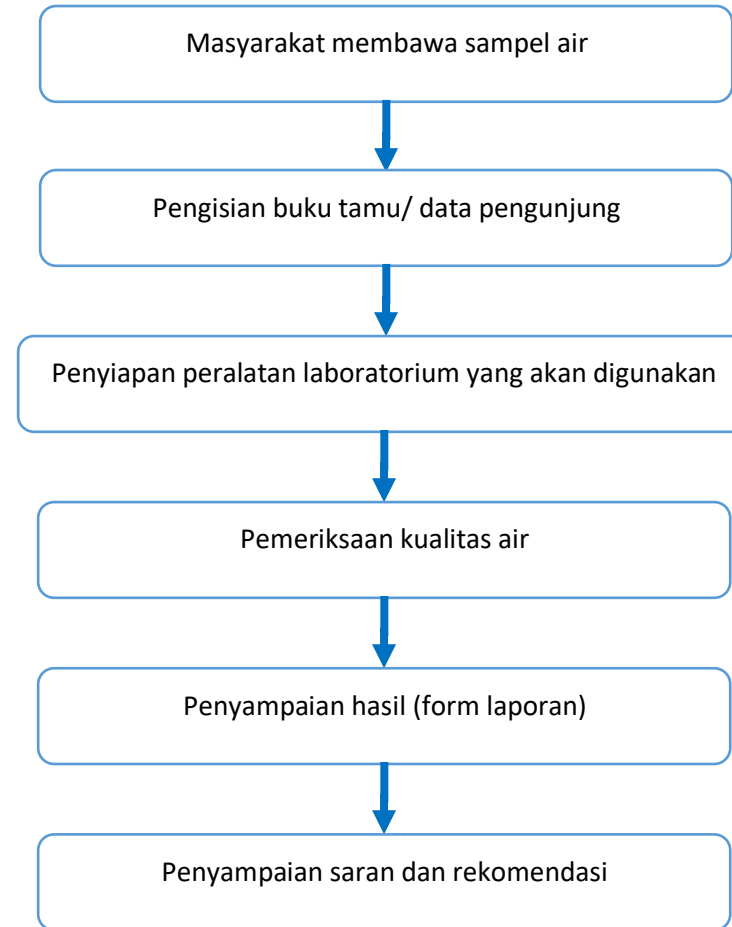 Masyarakat membawa sampel air
Pengisian buku tamu/ data pengunjung
Penyiapan peralatan laboratorium yang akan digunakan
Pemeriksaan kualitas air
Penyampaian hasil (form laporan)
Penyampaian saran dan rekomendasi